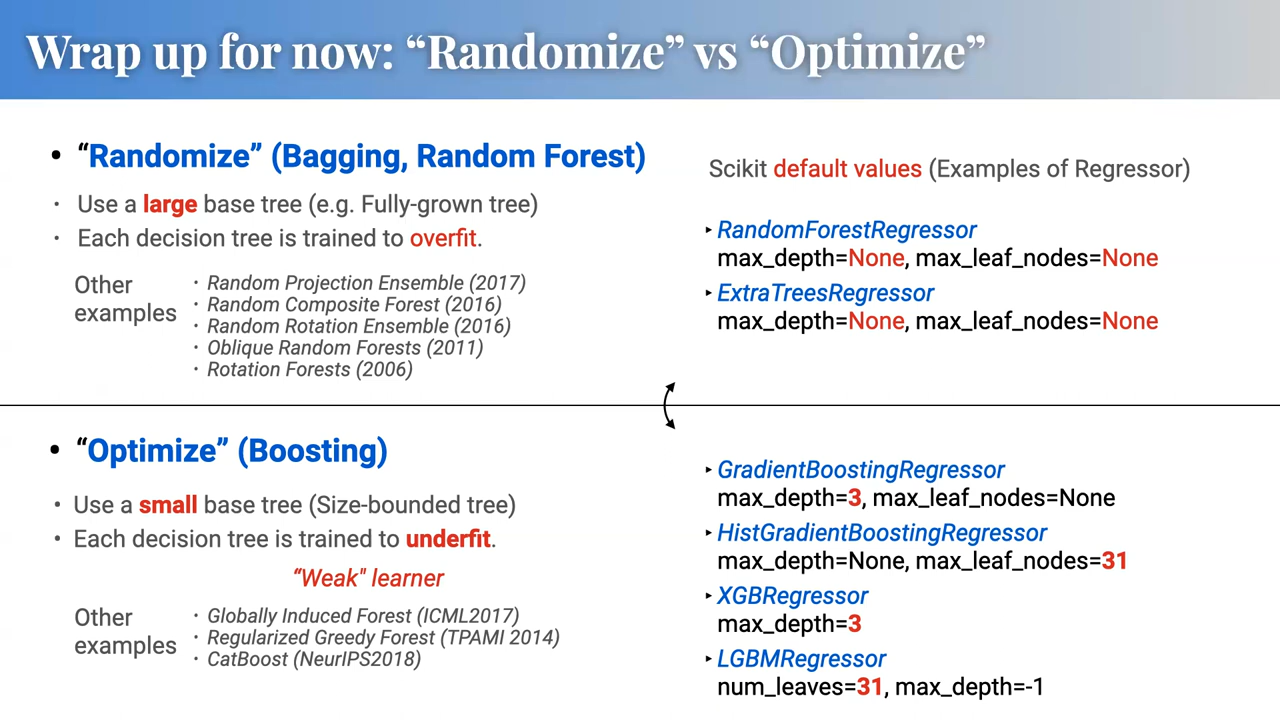 Wrap up for now: “Randomize” vs “Optimize”
• “Randomize” (Bagging, Random Forest)
· Use a large base tree (e.g. Fully-grown tree)
· Each decision tree is trained to overfit.
Other examples
· Random Projection Ensemble (2017)
· Random Composite Forest (2016)
· Random Rotation Ensemble (2016)
· Oblique Random Forests (2011)
· Rotation Forests (2006)
Scikit default values (Examples of Regressor)
‣ RandomForestRegressor
max_depth=None, max_leaf_nodes=None
‣ ExtraTreesRegressor
max_depth=None, max_leaf_nodes=None
• “Optimize” (Boosting)
· Use a small base tree (Size-bounded tree)
· Each decision tree is trained to underfit.
“Weak" learner
Other examples
· Globally Induced Forest (ICML2017)
· Regularized Greedy Forest (TPAMI 2014)
· CatBoost (NeurIPS2018)
‣ GradientBoostingRegressor
max_depth=3, max_leaf_nodes=None
‣ HistGradientBoostingRegressor
max_depth=None, max_leaf_nodes=31
‣ XGBRegressor
max_depth=3
‣ LGBMRegressor
num_leaves=31, max_depth=-1